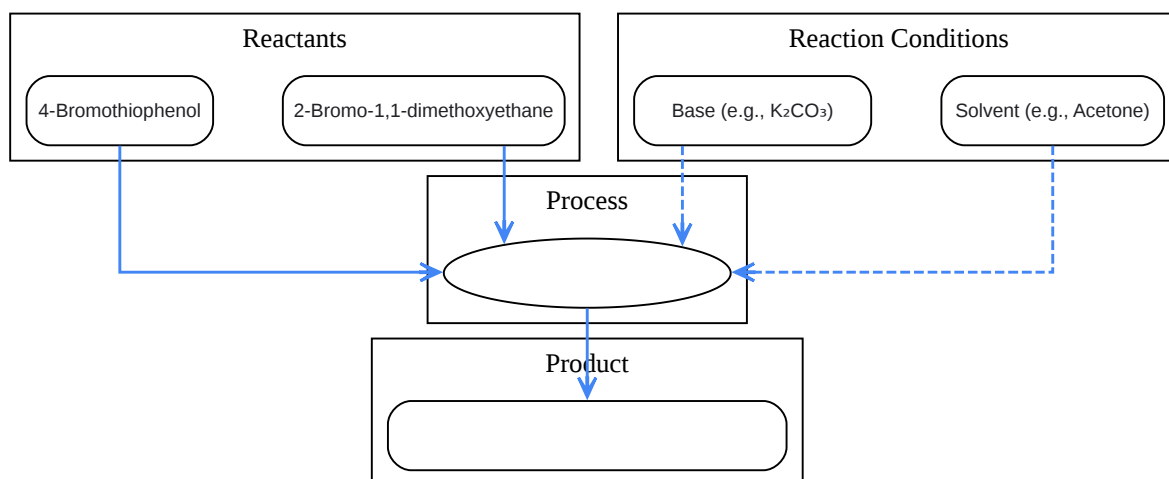 Reactants
4-Bromothiophenol
2-Bromo-1,1-dimethoxyethane
Reaction Conditions
Base (e.g., K₂CO₃)
Solvent (e.g., Acetone)
Process
Product